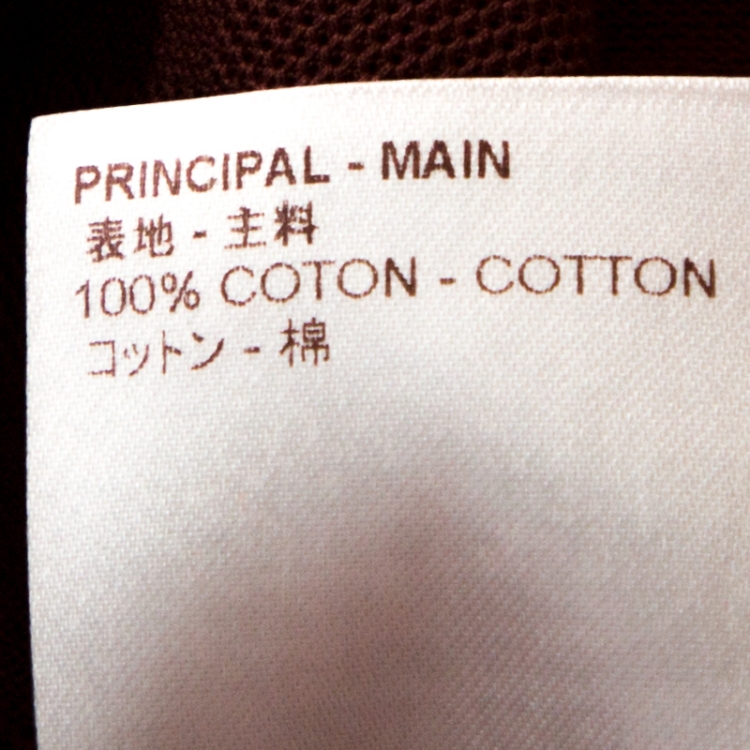 PRINCIPAL - MAIN
表地 - 主料
100% COTON - COTTON
コットン - 棉